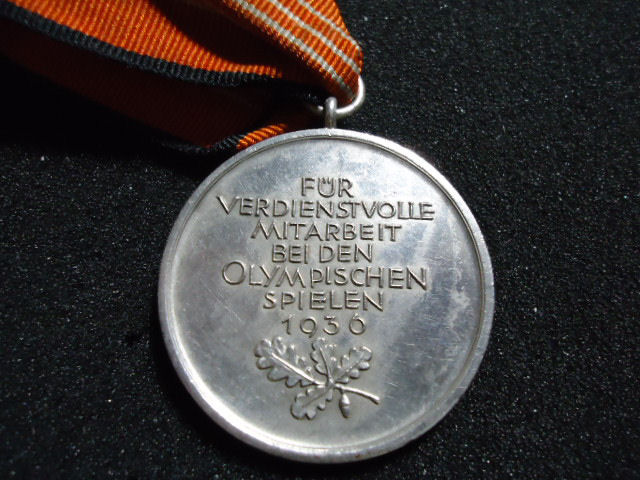 FÜR
VERDIENSTVOLLE
MITARBEIT
BEI DEN
OLYMPISCHEN
SPIELEN
1936